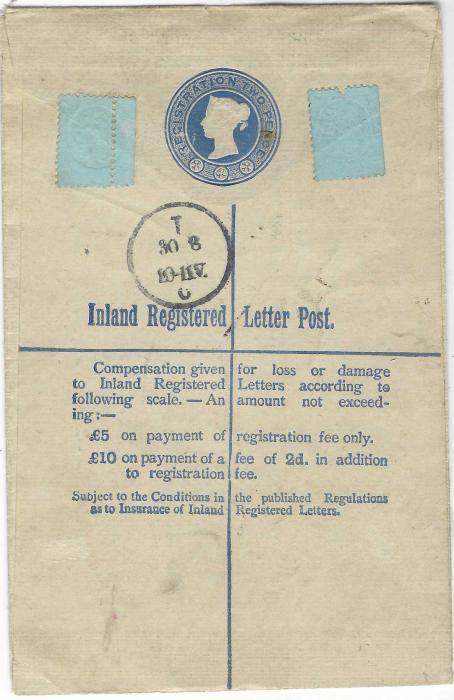 REGISTRATION TWO PENCE
T
30 8
10-11V.
C
Inland Registered Letter Post.
Compensation given for loss or damage
to Inland Registered Letters according to
following scale. — An amount not exceed-
ing:—
£5 on payment of registration fee only.
£10 on payment of a fee of 2d. in addition
to registration fee.
Subject to the Conditions in the published Regulations
as to Insurance of Inland Registered Letters.